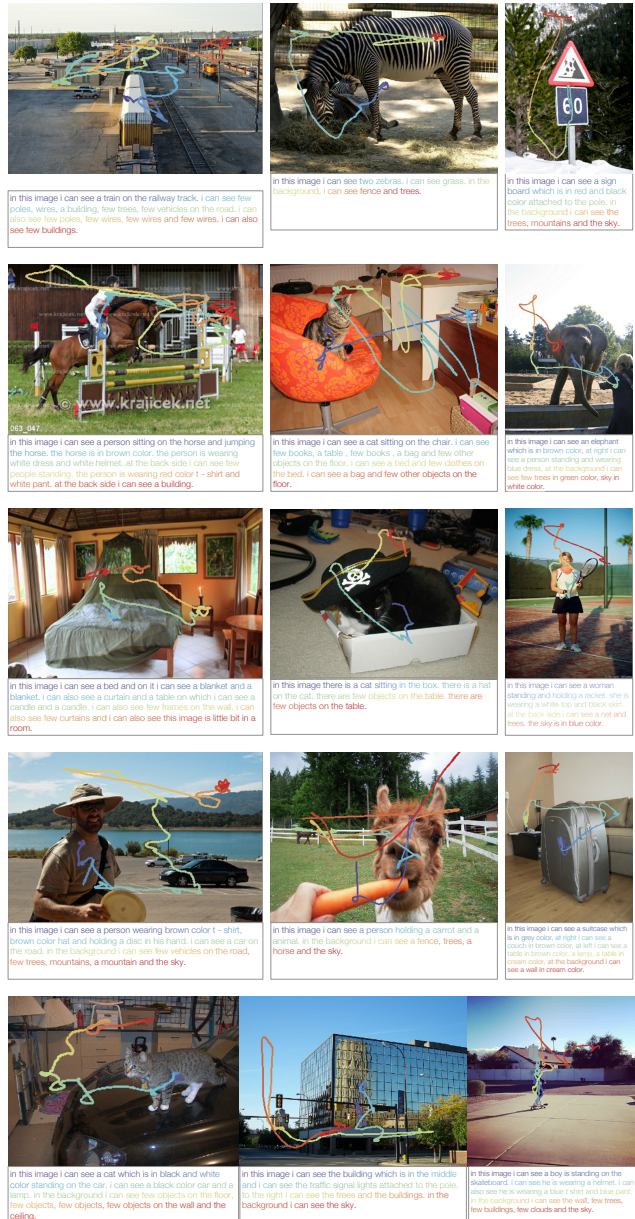 60
in this image i can see a train on the railway track. i can see few
poles, wires, a building, few trees, few vehicles on the road. i can
also see few poles, few wires, few wires and few wires. i can also
see few buildings.
in this image i can see two zebras. i can see grass. in the
background, i can see fence and trees.
in this image i can see a sign
board which is in red and black
color attached to the pole. in
the background i can see the
trees, mountains and the sky.
www.krajicek.net
www.krajicek.net
© www.krajicek.net
063_047.
in this image i can see a person sitting on the horse and jumping
the horse. the horse is in brown color. the person is wearing
white dress and white helmet. at the back side i can see few
people standing. the person is wearing red color t - shirt and
white pant. at the back side i can see a building.
in this image i can see a cat sitting on the chair. i can see
few books, a table , few books , a bag and few other
objects on the floor. i can see a bed and few clothes on
the bed. i can see a bag and few other objects on the
floor.
in this image i can see an elephant
which is in brown color, at right i can
see a person standing and wearing
blue dress, at the background i can
see few trees in green color, sky in
white color.
in this image i can see a bed and on it i can see a blanket and a
blanket. i can also see a curtain and a table on which i can see a
candle and a candle. i can also see few frames on the wall. i can
also see few curtains and i can also see this image is little bit in a
room.
in this image there is a cat sitting in the box. there is a hat
on the cat. there are few objects on the table. there are
few objects on the table.
in this image i can see a woman
standing and holding a racket. she is
wearing a white top and black skirt
at the back side i can see a net and
trees. the sky is in blue color.
in this image i can see a person wearing brown color t - shirt,
brown color hat and holding a disc in his hand. i can see a car on
the road. in the background i can see few vehicles on the road,
few trees, mountains, a mountain and the sky.
in this image i can see a person holding a carrot and a
animal. in the background i can see a fence, trees, a
horse and the sky.
in this image i can see a suitcase which
is in grey color, at right i can see a
couch in brown color, at left i can see a
table in brown color, a lamp, a table in
cream color, at the background i can
see a wall in cream color.
in this image i can see a cat which is in black and white
color standing on the car. i can see a black color car and a
lamp. in the background i can see few objects on the floor,
few objects, few objects, few objects on the wall and the
ceiling.
in this image i can see the building which is in the middle
and i can see the traffic signal lights attached to the pole.
to the right i can see the trees and the buildings. in the
background i can see the sky.
in this image i can see a boy is standing on the
skateboard. i can see he is wearing a helmet. i can
also see he is wearing a blue t shirt and blue pant.
in the background i can see the wall, few trees,
few buildings, few clouds and the sky.